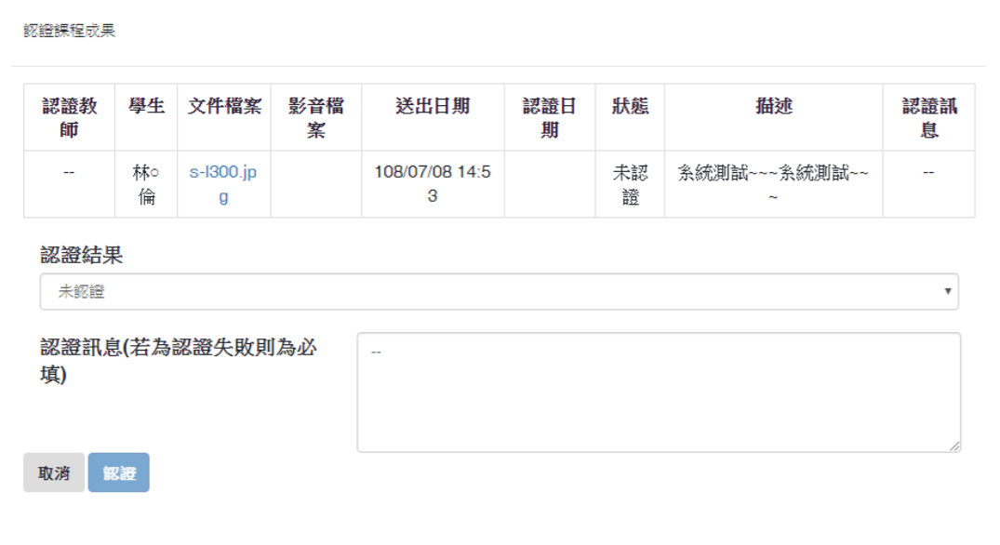 認證課程成果
認證教
師
學生
文件檔案
影音檔
案
送出日期
認證日
期
狀態
描述
認證訊
息
--
林○
倫
s-l300.jp
g
108/07/08 14:5
3
未認
證
系統測試~~~系統測試~~
~
--
認證結果
未認證
認證訊息(若為認證失敗則為必
填)
--
取消
認證